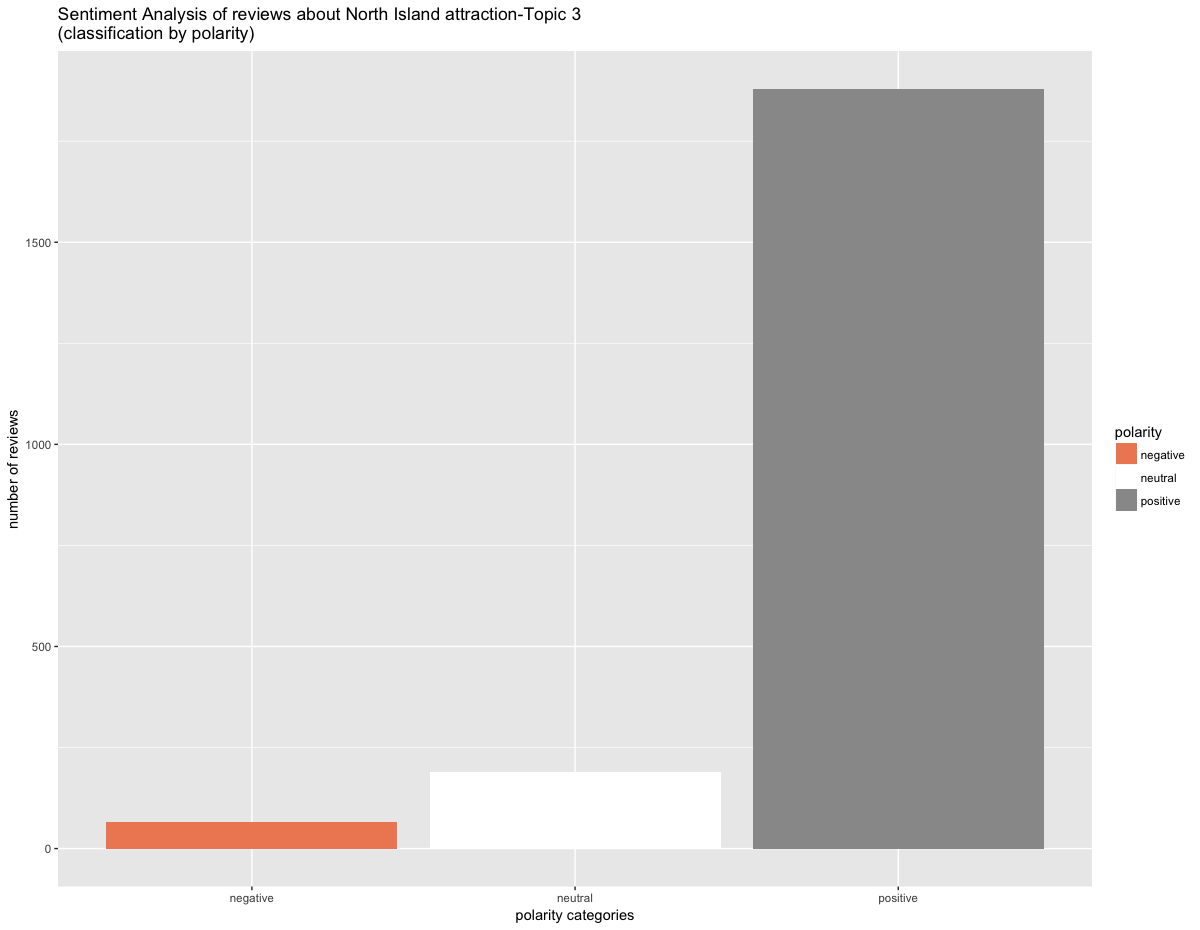 Sentiment Analysis of reviews about North Island attraction-Topic 3
(classification by polarity)
number of reviews
1500
1000
500
0
negative
neutral
positive
polarity categories
polarity
negative
neutral
positive